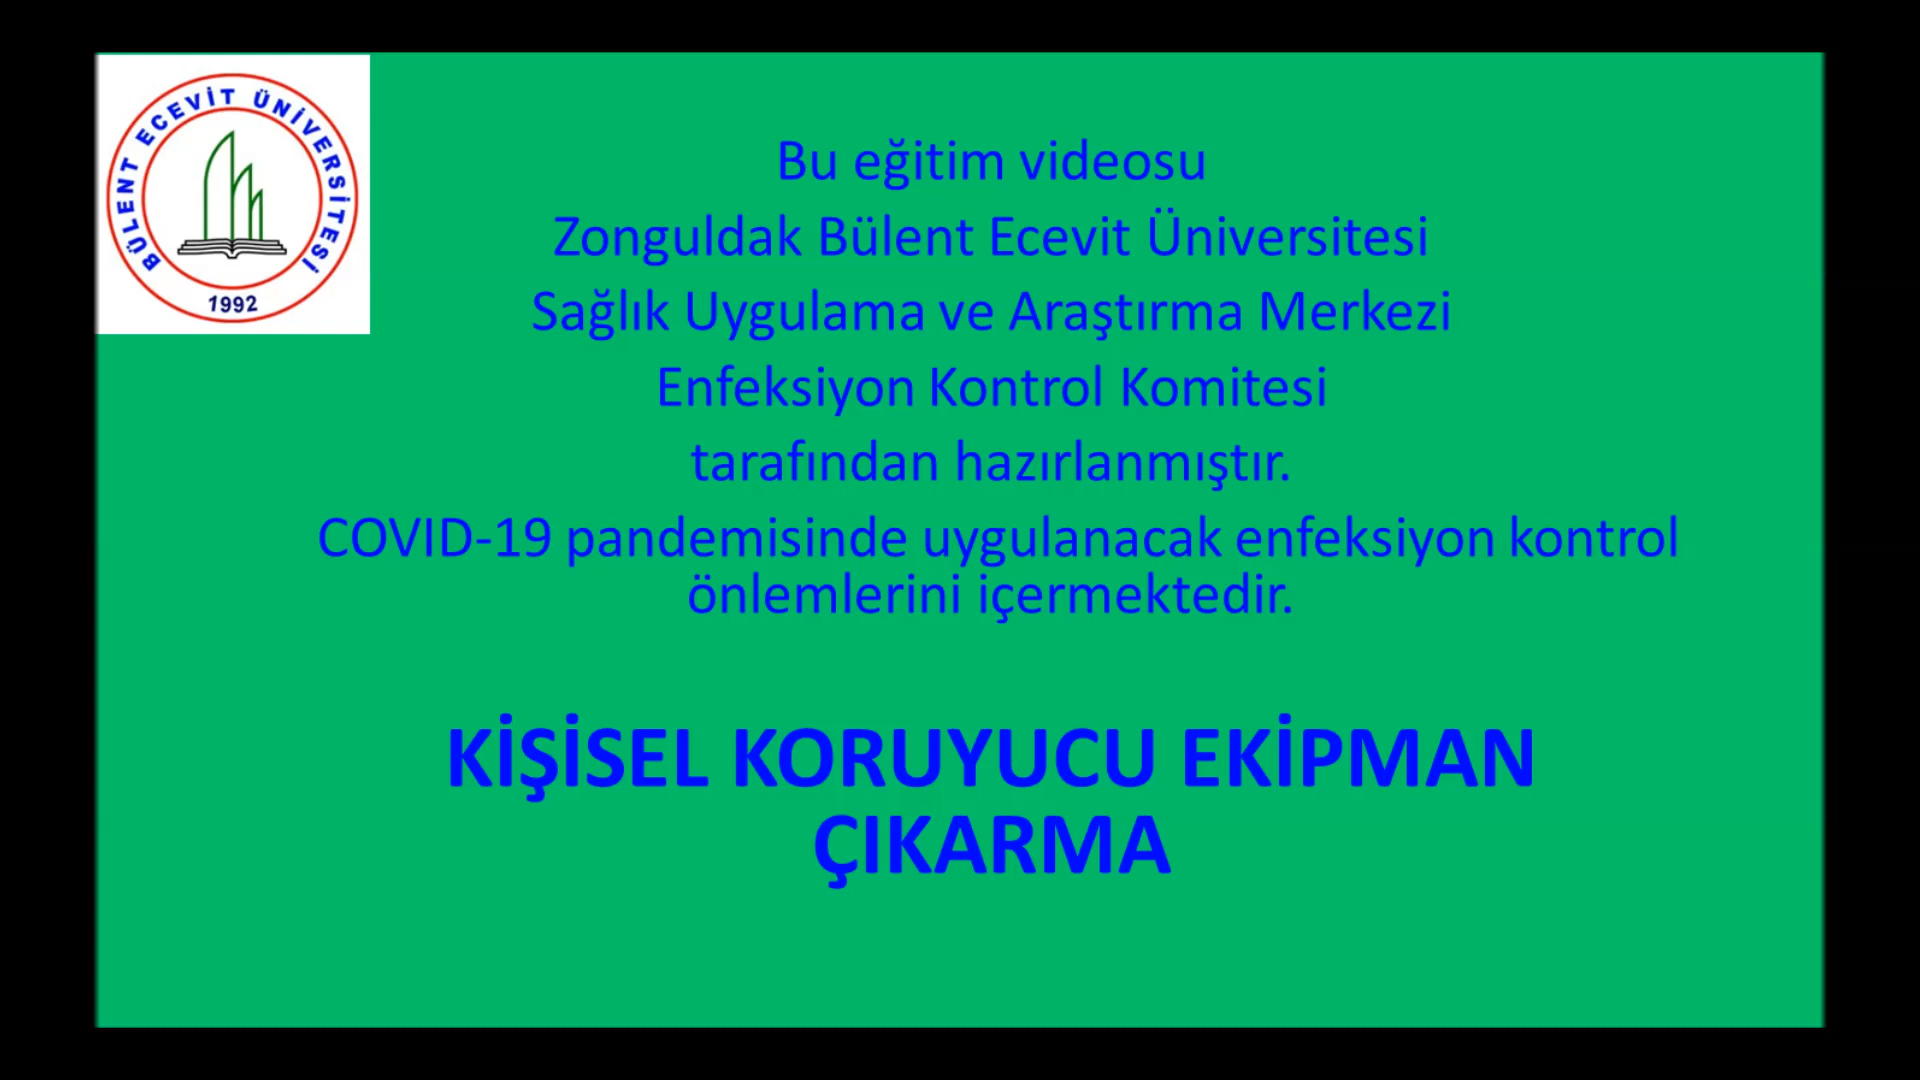 BÜLENT ECEVİT ÜNİVERSİTESİ
1992
Bu eğitim videosu
Zonguldak Bülent Ecevit Üniversitesi
Sağlık Uygulama ve Araştırma Merkezi
Enfeksiyon Kontrol Komitesi
tarafından hazırlanmıştır.
COVID-19 pandemisinde uygulanacak enfeksiyon kontrol
önlemlerini içermektedir.
KİŞİSEL KORUYUCU EKİPMAN
ÇIKARMA